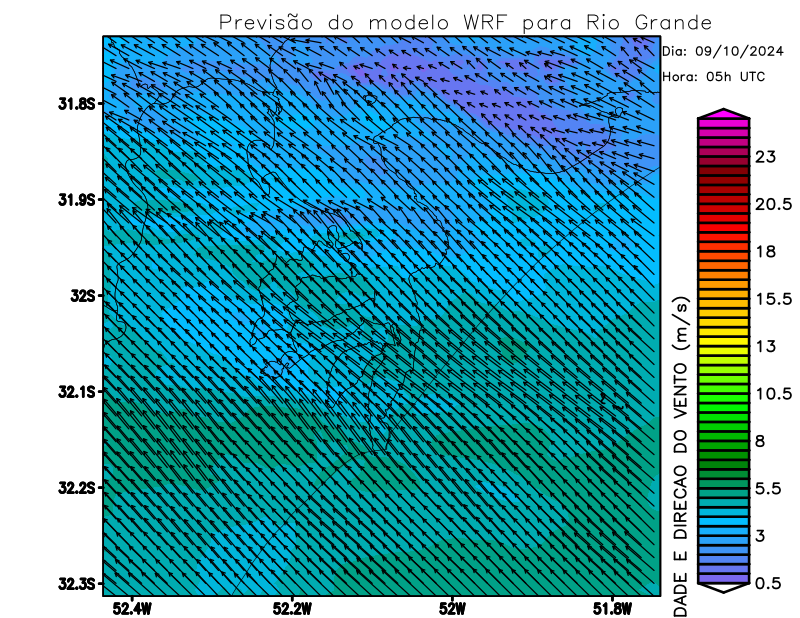 Previsão do modelo WRF para Rio Grande
Dia: 09/10/2024
Hora: 05h UTC
31.8S
31.9S
32S
32.1S
32.2S
32.3S
52.4W
52.2W
52W
51.8W
23
20.5
18
15.5
13
10.5
8
5.5
3
0.5
DADE E DIRECAO DO VENTO (m/s)